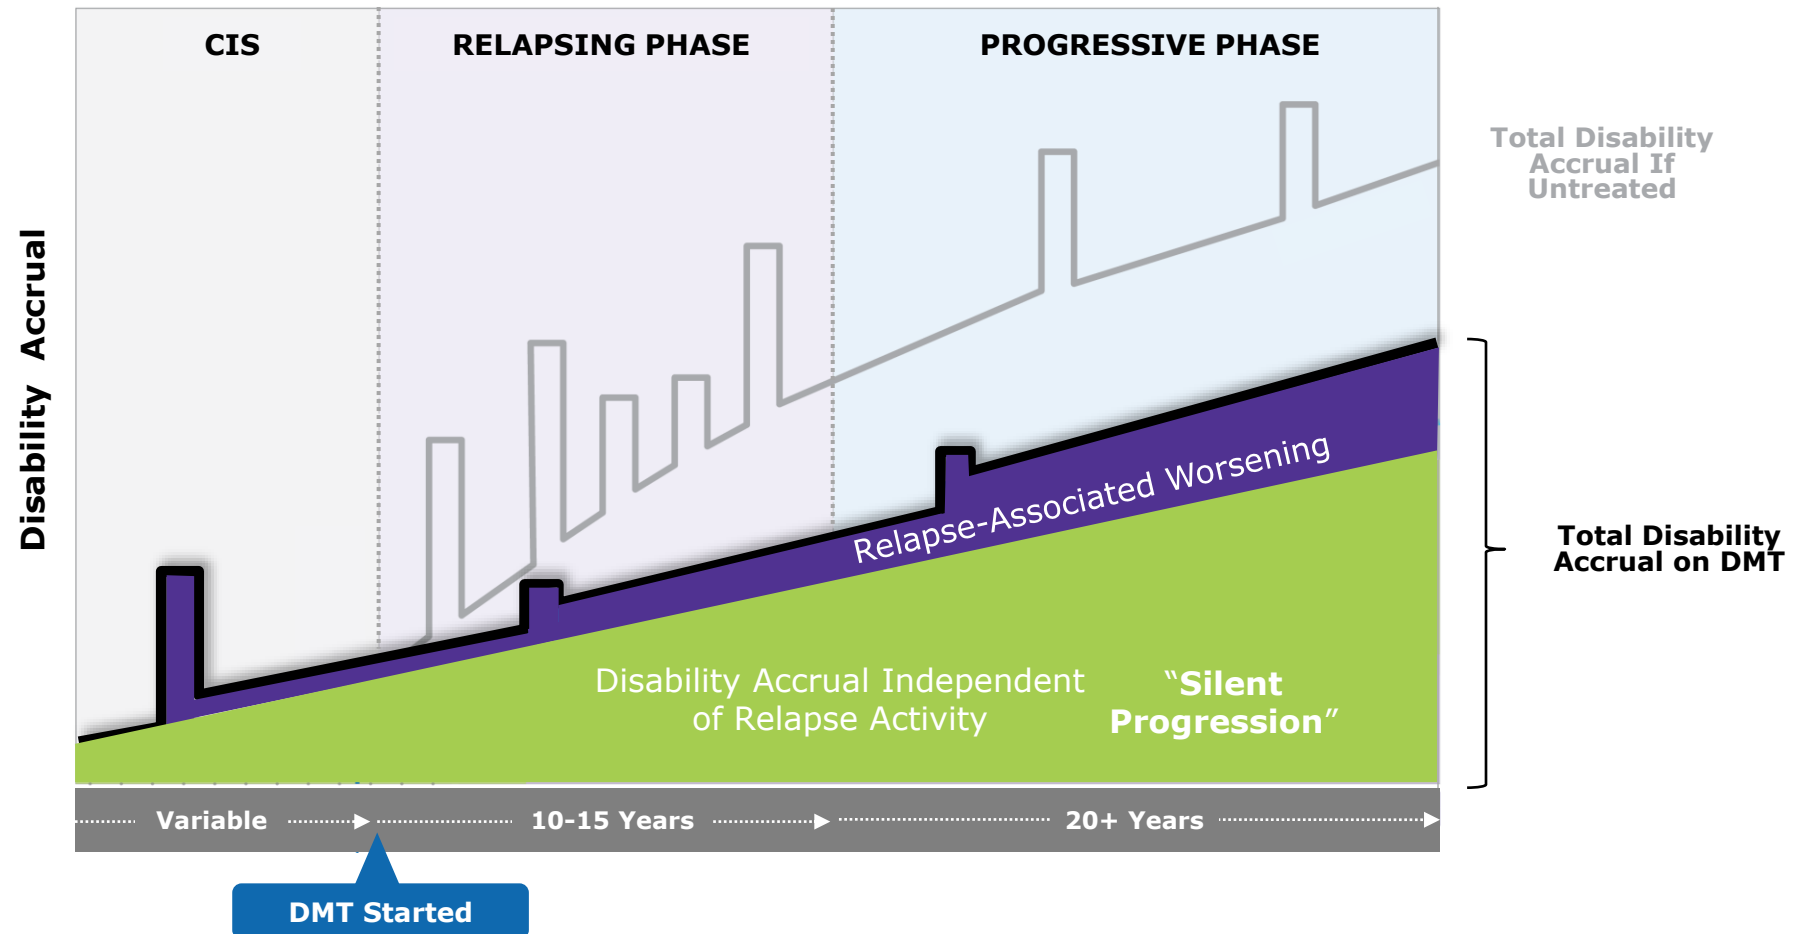 CIS
RELAPSING PHASE
PROGRESSIVE PHASE
Total Disability
Accrual If
Untreated
Disability Accrual
Relapse-Associated Worsening
Disability Accrual Independent
of Relapse Activity
“Silent
Progression”
Total Disability
Accrual on DMT
Variable
10-15 Years
20+ Years
DMT Started